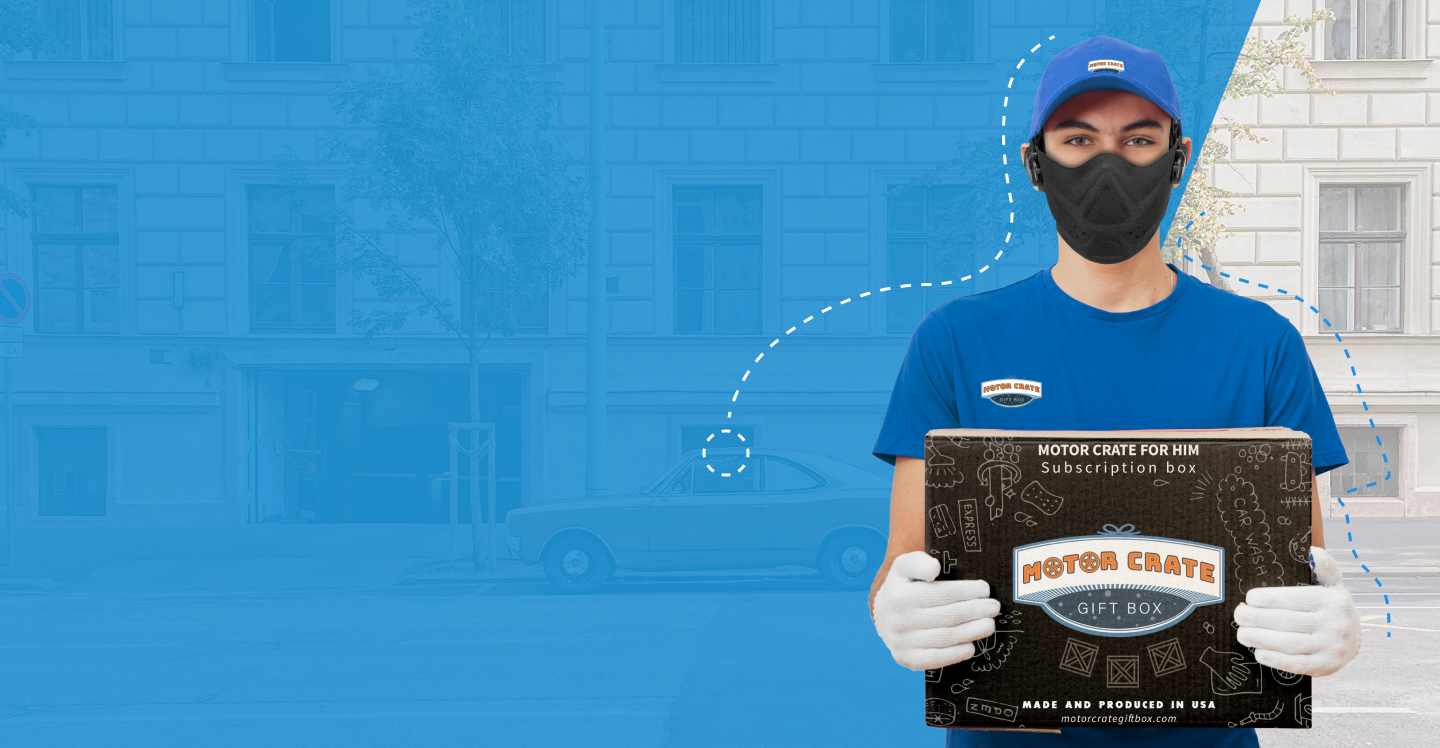 MOTOR CRATE
MOTOR CRATE
GIFT BOX
MOTOR CRATE FOR HIM
Subscription box
EXPRESS
CAR WASH
MOTOR CRATE
GIFT BOX
OPEN
MADE AND PRODUCED IN USA
motorcrategiftbox.com